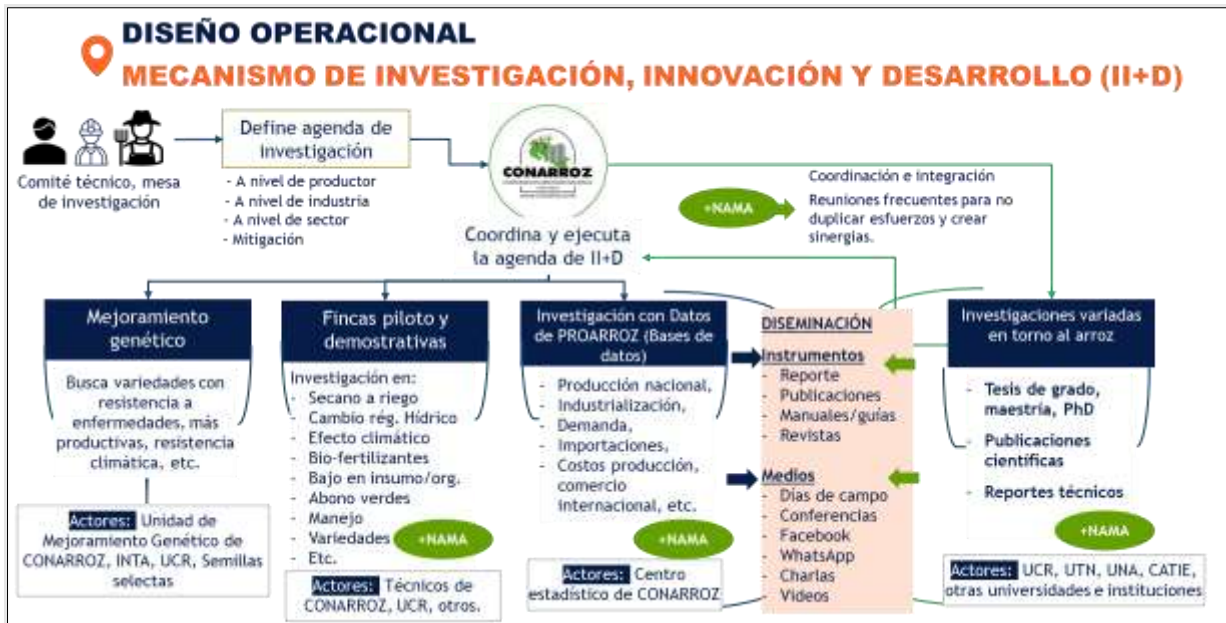 DISEÑO OPERACIONAL
MECANISMO DE INVESTIGACIÓN, INNOVACIÓN Y DESARROLLO (II+D)
Comité técnico, mesa
de investigación
Define agenda de
investigación
- A nivel de productor
- A nivel de industria
- A nivel de sector
- Mitigación
CONARROZ
Coordina y ejecuta
la agenda de II+D
+NAMA
Coordinación e integración
Reuniones frecuentes para no
duplicar esfuerzos y crear
sinergias.
Mejoramiento
genético
Busca variedades con
resistencia a
enfermedades, más
productivas, resistencia
climática, etc.
Actores: Unidad de
Mejoramiento Genético de
CONARROZ, INTA, UCR, Semillas
selectas
Fincas piloto y
demostrativas
Investigación en:
- Secano a riego
- Cambio rég. Hídrico
- Efecto climático
- Bio-fertilizantes
- Bajo en insumo/org.
- Abono verdes
- Manejo
- Variedades
- Etc.
+NAMA
Actores: Técnicos de
CONARROZ, UCR, otros.
Investigación con Datos
de PROARROZ (Bases de
datos)
- Producción nacional,
- Industrialización,
- Demanda,
- Importaciones,
- Costos producción,
comercio
internacional, etc.
+NAMA
Actores: Centro
estadístico de CONARROZ
DISEMINACIÓN
Instrumentos
- Reporte
- Publicaciones
- Manuales/guías
- Revistas
Medios
- Días de campo
- Conferencias
- Facebook
- WhatsApp
- Charlas
- Videos
Investigaciones variadas
en torno al arroz
- Tesis de grado,
maestría, PhD
- Publicaciones
científicas
- Reportes técnicos
+NAMA
Actores: UCR, UTN, UNA, CATIE,
otras universidades e instituciones